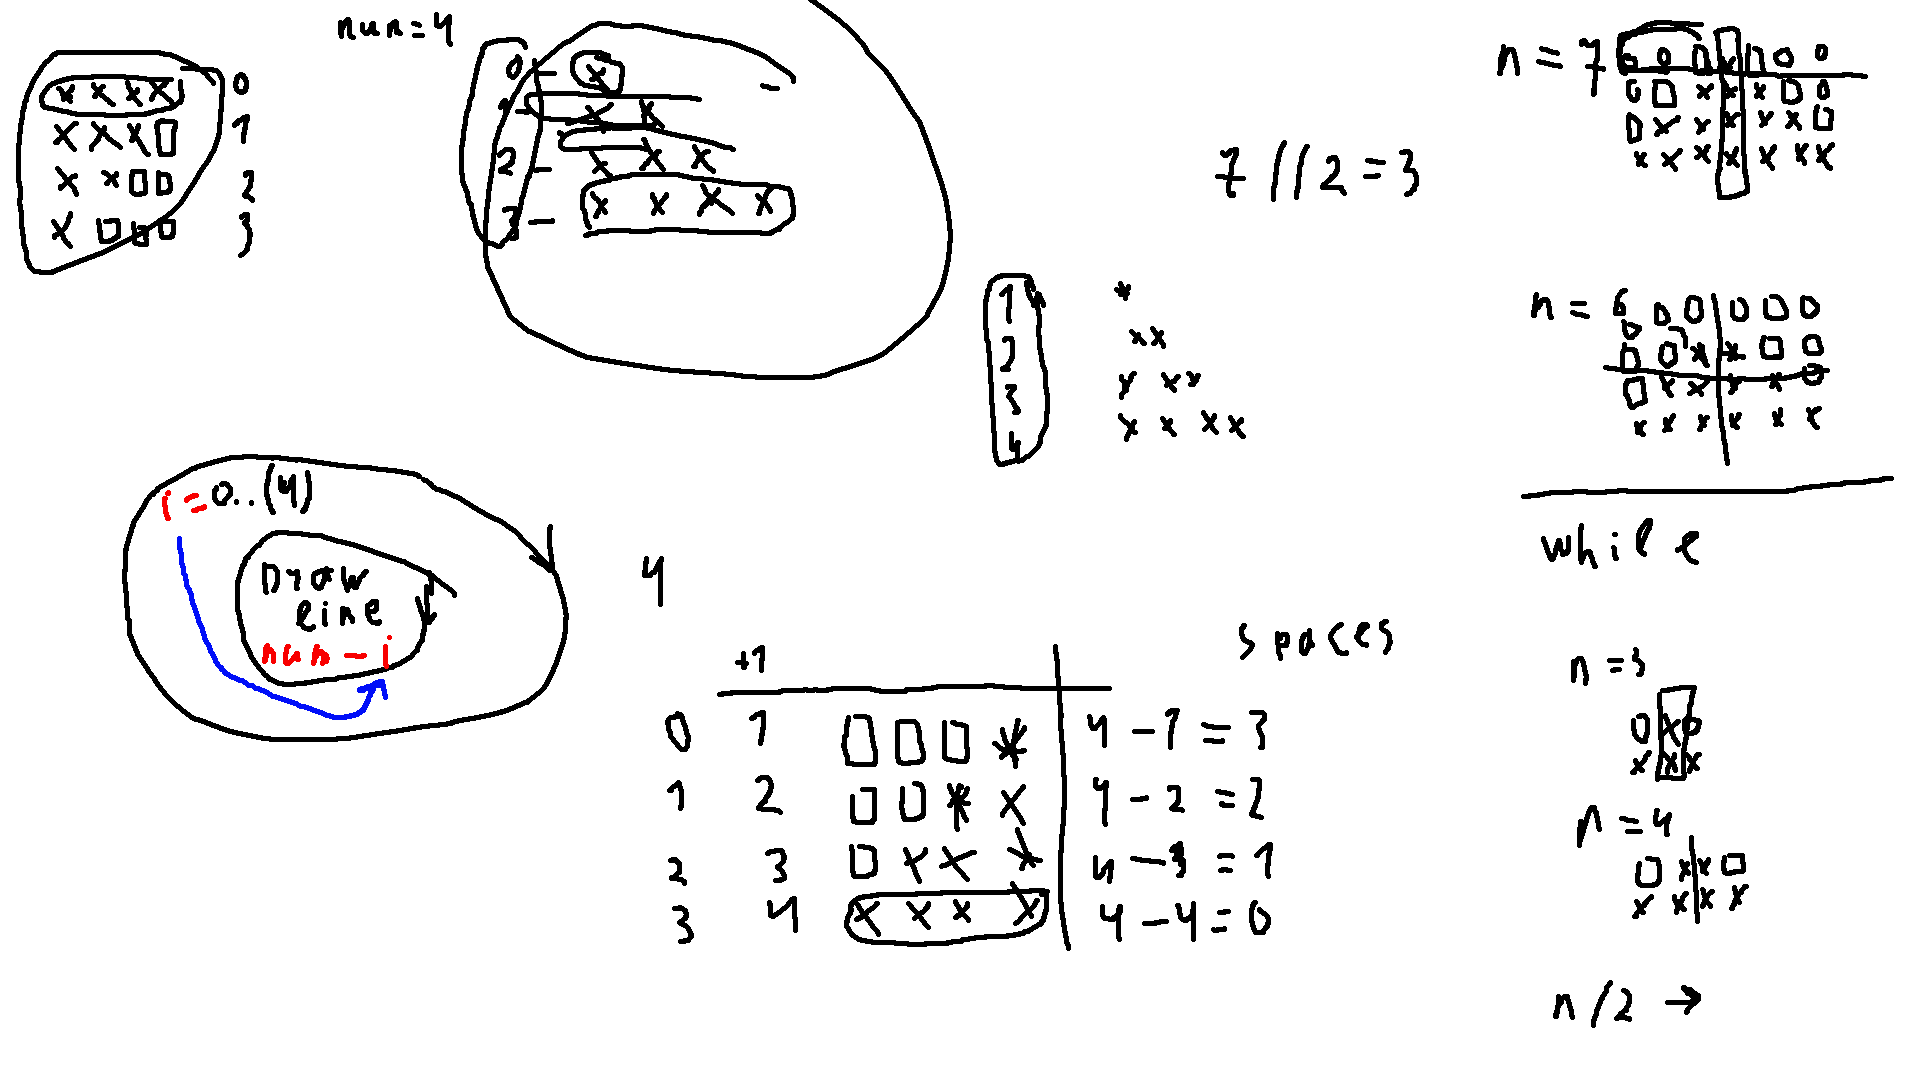 num=4
x x x x 0
x x x 1
x x 2
x 3
0 - x
- x x
2 - x x x
3 - x x x x
1 *
2 x x
3 x x x
4 x x x x
i = 0..(4)
Draw
line
num - i
4
+1
spaces
0 1 * 4 - 1 = 3
1 2 * x 4 - 2 = 2
2 3 x x x 4 - 3 = 1
3 4 x x x x 4 - 4 = 0
7 // 2 = 3
n = 7
x x x
x x x x x
x x x x x x x
n = 6
x x
x x x x
x x x x x x
while
n = 3
x
x x x
n = 4
x x
x x x x
n / 2 →